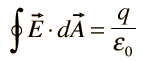 ∮ E⃗ · dA⃗ = q / ε₀